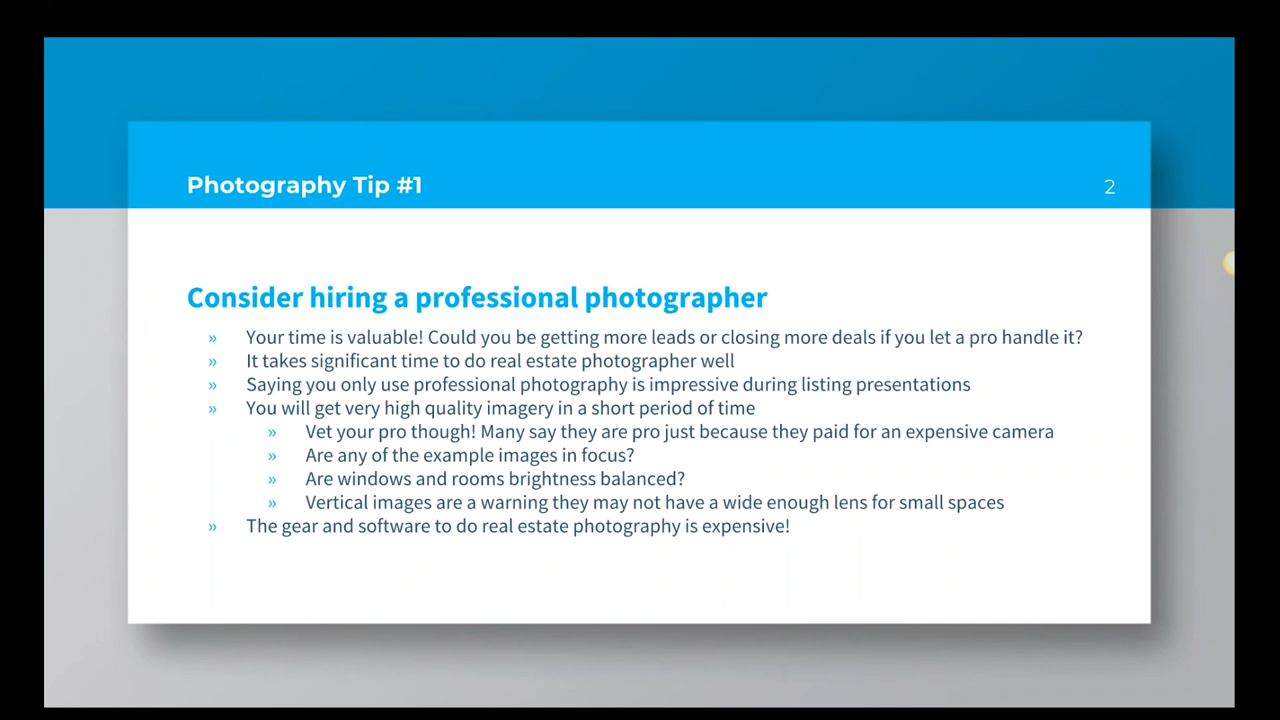 Photography Tip #1
2
Consider hiring a professional photographer
» Your time is valuable! Could you be getting more leads or closing more deals if you let a pro handle it?
» It takes significant time to do real estate photographer well
» Saying you only use professional photography is impressive during listing presentations
» You will get very high quality imagery in a short period of time
» Vet your pro though! Many say they are pro just because they paid for an expensive camera
» Are any of the example images in focus?
» Are windows and rooms brightness balanced?
» Vertical images are a warning they may not have a wide enough lens for small spaces
» The gear and software to do real estate photography is expensive!